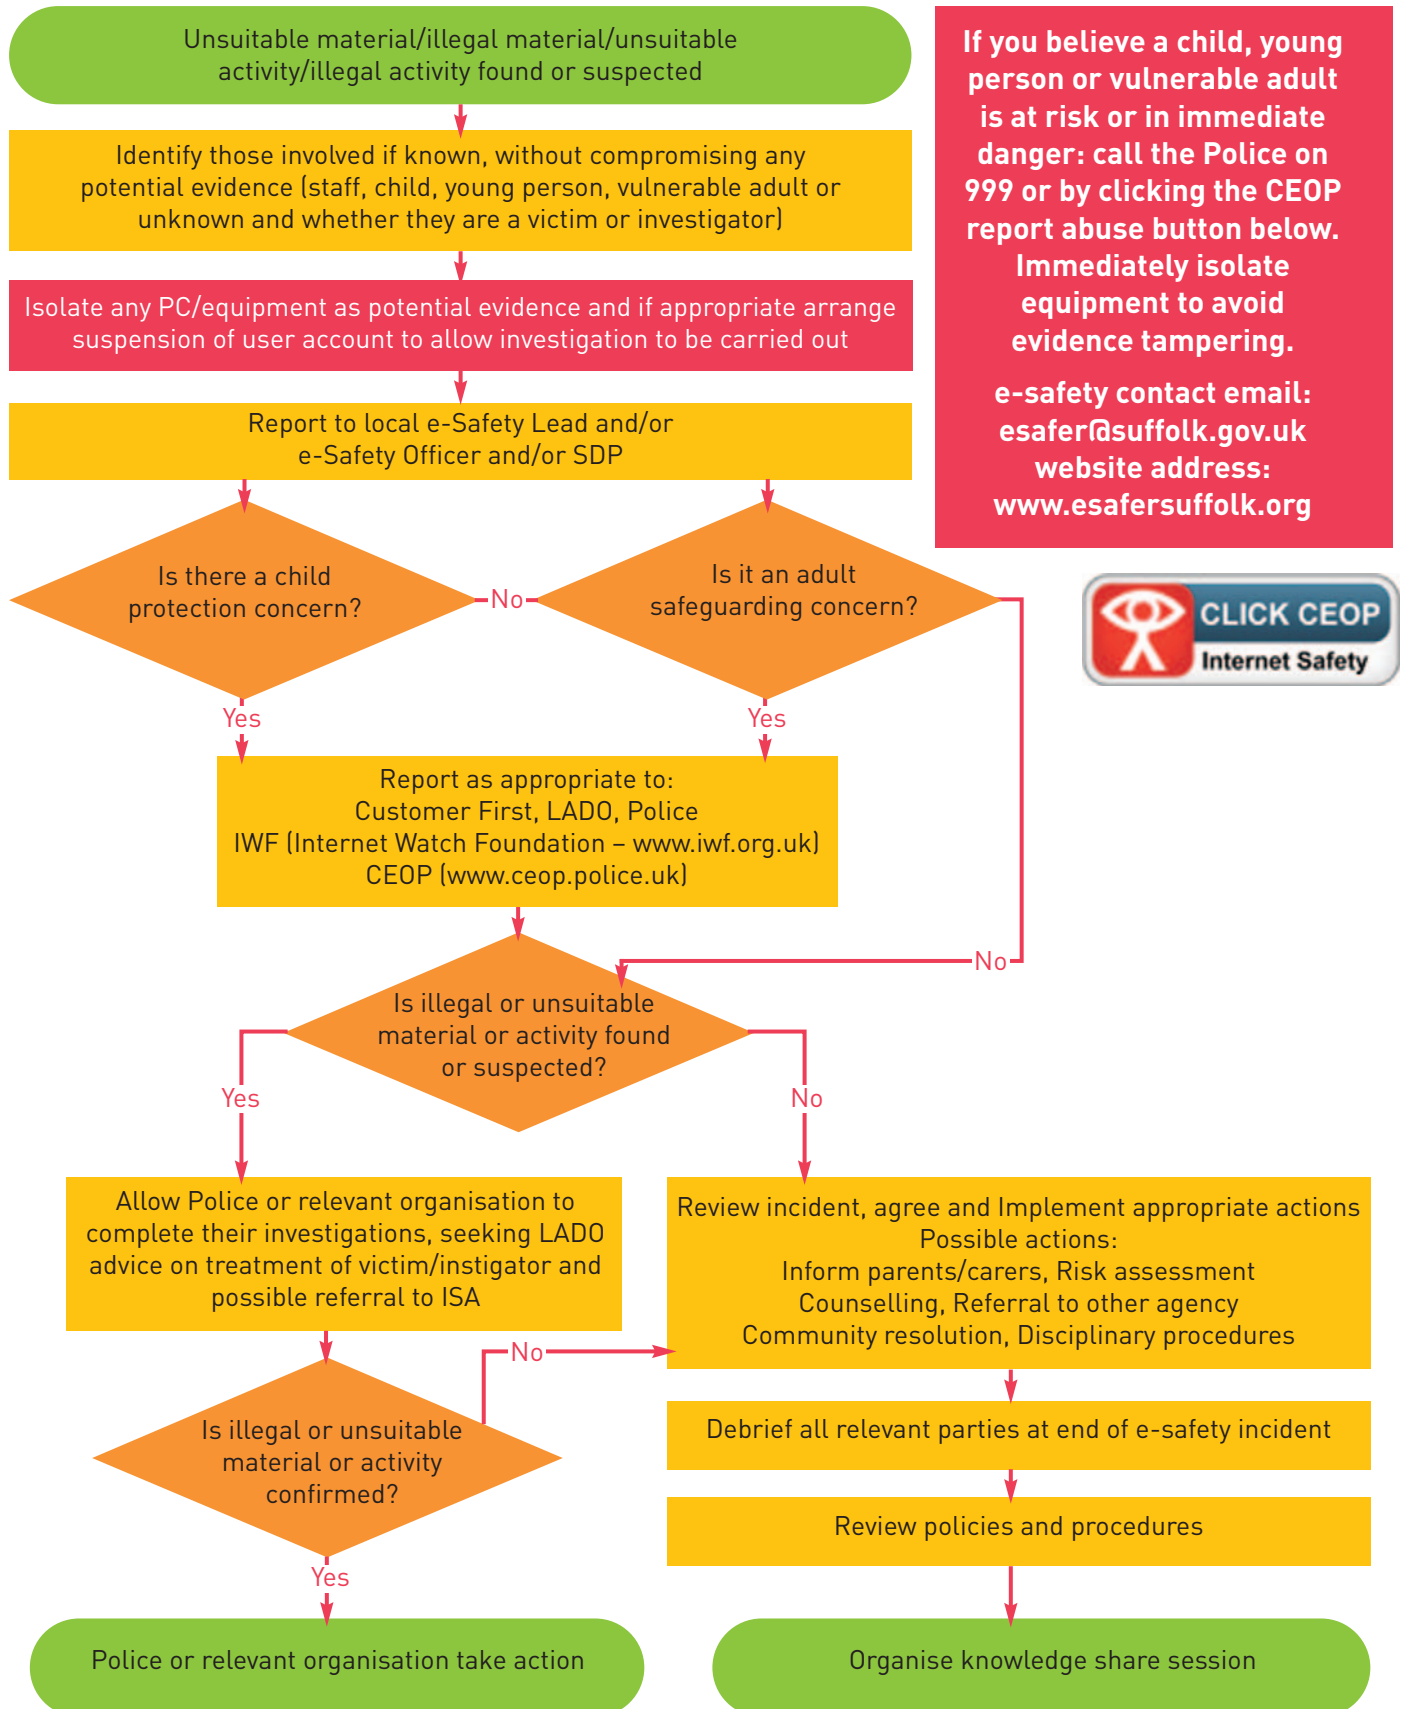 Unsuitable material/illegal material/unsuitable
activity/illegal activity found or suspected
Identify those involved if known, without compromising any
potential evidence (staff, child, young person, vulnerable adult or
unknown and whether they are a victim or investigator)
Isolate any PC/equipment as potential evidence and if appropriate arrange
suspension of user account to allow investigation to be carried out
Report to local e-Safety Lead and/or
e-Safety Officer and/or SDP
If you believe a child, young
person or vulnerable adult
is at risk or in immediate
danger: call the Police on
999 or by clicking the CEOP
report abuse button below.
Immediately isolate
equipment to avoid
evidence tampering.
e-safety contact email:
esafer@suffolk.gov.uk
website address:
www.esafersuffolk.org
CLICK CEOP
Internet Safety
Is there a child
protection concern?
No
Is it an adult
safeguarding concern?
Yes
Yes
Report as appropriate to:
Customer First, LADO, Police
IWF (Internet Watch Foundation – www.iwf.org.uk)
CEOP (www.ceop.police.uk)
No
Is illegal or unsuitable
material or activity found
or suspected?
Yes
No
Allow Police or relevant organisation to
complete their investigations, seeking LADO
advice on treatment of victim/instigator and
possible referral to ISA
Review incident, agree and Implement appropriate actions
Possible actions:
Inform parents/carers, Risk assessment
Counselling, Referral to other agency
Community resolution, Disciplinary procedures
No
Is illegal or unsuitable
material or activity
confirmed?
Debrief all relevant parties at end of e-safety incident
Review policies and procedures
Yes
Police or relevant organisation take action
Organise knowledge share session